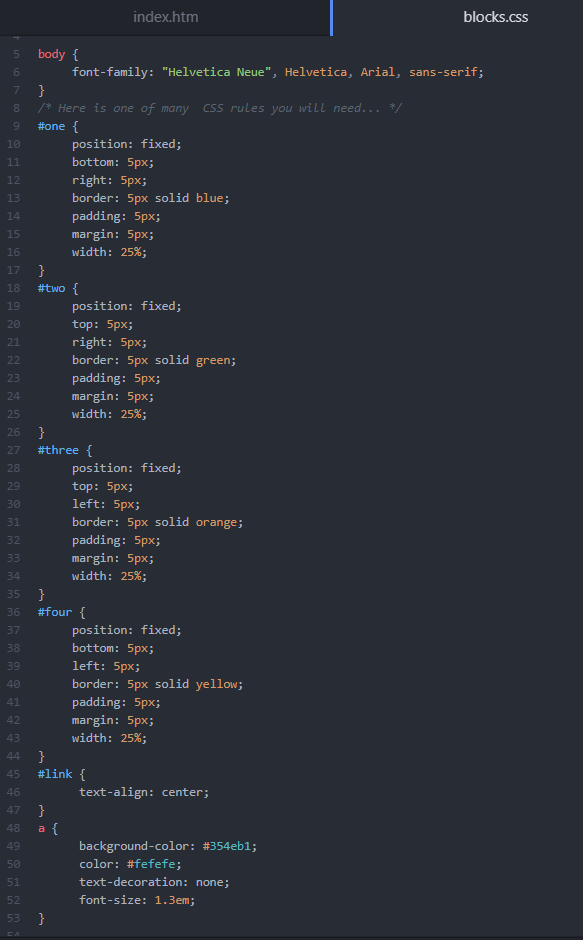 index.htm blocks.css
4
5 body {
6 font-family: "Helvetica Neue", Helvetica, Arial, sans-serif;
7 }
8 /* Here is one of many  CSS rules you will need... */
9 #one {
10 position: fixed;
11 bottom: 5px;
12 right: 5px;
13 border: 5px solid blue;
14 padding: 5px;
15 margin: 5px;
16 width: 25%;
17 }
18 #two {
19 position: fixed;
20 top: 5px;
21 right: 5px;
22 border: 5px solid green;
23 padding: 5px;
24 margin: 5px;
25 width: 25%;
26 }
27 #three {
28 position: fixed;
29 top: 5px;
30 left: 5px;
31 border: 5px solid orange;
32 padding: 5px;
33 margin: 5px;
34 width: 25%;
35 }
36 #four {
37 position: fixed;
38 bottom: 5px;
39 left: 5px;
40 border: 5px solid yellow;
41 padding: 5px;
42 margin: 5px;
43 width: 25%;
44 }
45 #link {
46 text-align: center;
47 }
48 a {
49 background-color: #354eb1;
50 color: #fefefe;
51 text-decoration: none;
52 font-size: 1.3em;
53 }
54